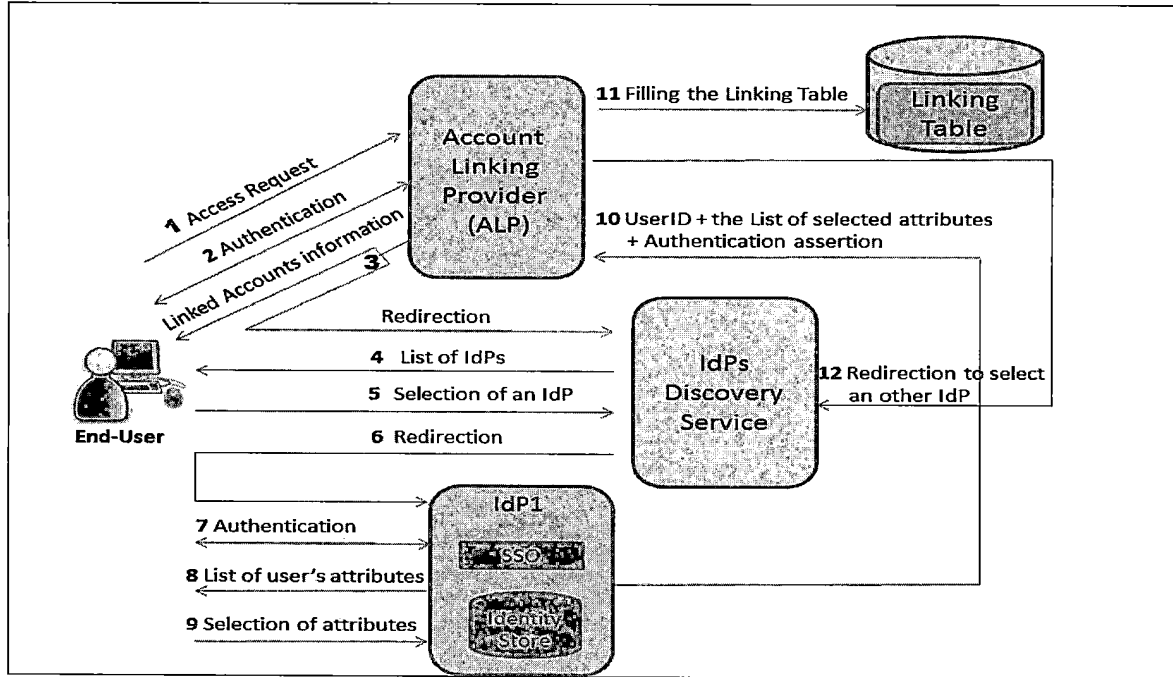 11 Filling the Linking Table
Linking
Table
Account
Linking
Provider
(ALP)
1 Access Request
2 Authentication
Linked Accounts information
3
10 UserID + the List of selected attributes
+ Authentication assertion
Redirection
4 List of IdPs
5 Selection of an IdP
6 Redirection
IdPs
Discovery
Service
12 Redirection to select
an other IdP
End-User
IdP1
7 Authentication
SSO
8 List of user's attributes
9 Selection of attributes
Identity
Store